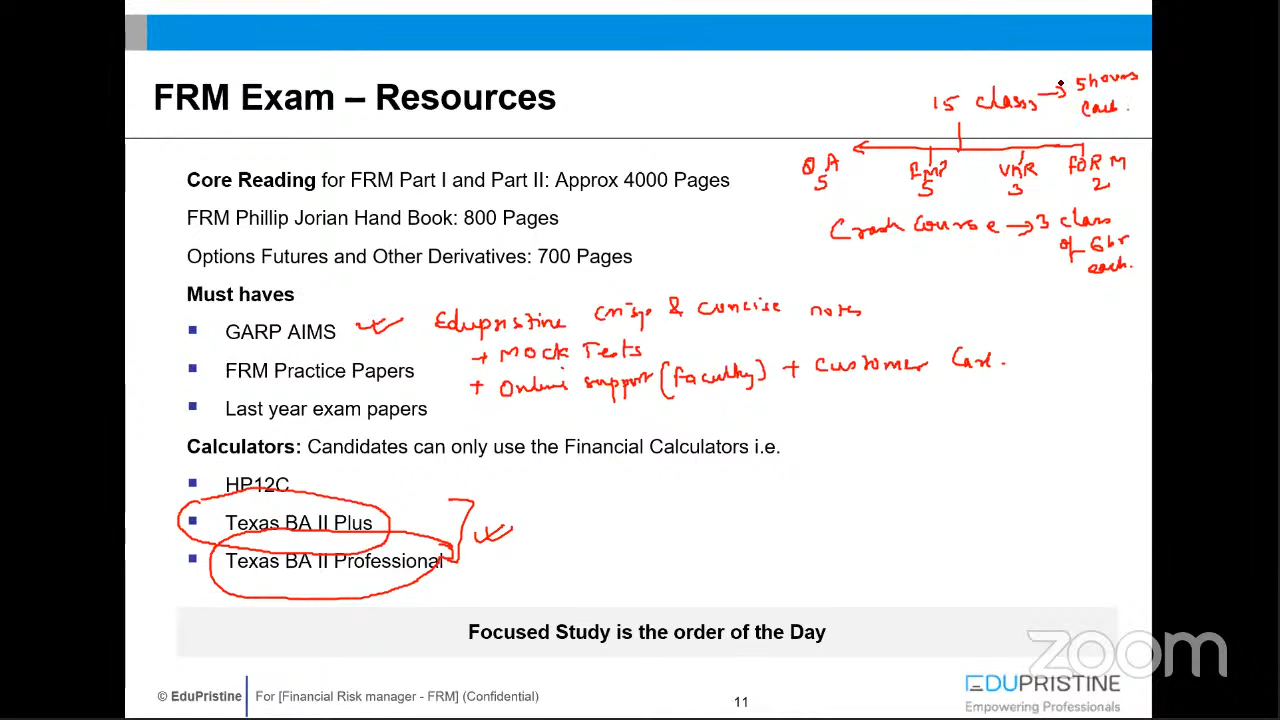 FRM Exam – Resources
15 class → 5 hours
each.
QA FMP VAR FORM
5 5 3 2
Crash course → 3 class
of 6hr
each.
Core Reading for FRM Part I and Part II: Approx 4000 Pages
FRM Phillip Jorian Hand Book: 800 Pages
Options Futures and Other Derivatives: 700 Pages
Must haves
GARP AIMS
Edupristine crisp & concise notes
+ Mock Tests
+ Online support (faculty) + Customer Care.
FRM Practice Papers
Last year exam papers
Calculators: Candidates can only use the Financial Calculators i.e.
HP12C
Texas BA II Plus
Texas BA II Professional
Focused Study is the order of the Day
zoom
© EduPristine For [Financial Risk manager - FRM] (Confidential)
11
EDUPRISTINE
Empowering Professionals